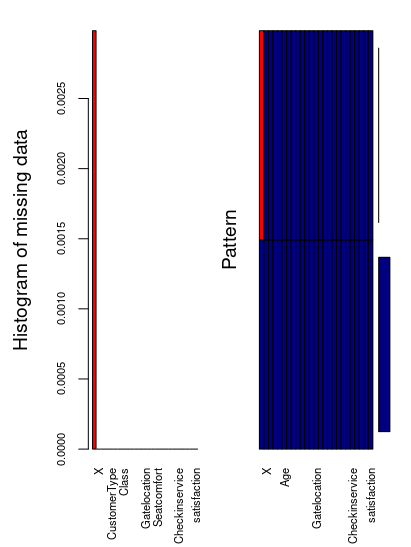 Histogram of missing data
0.0000
0.0005
0.0010
0.0015
0.0020
0.0025
X
CustomerType
Class
Gatelocation
Seatcomfort
Checkinservice
satisfaction
Pattern
X
Age
Gatelocation
Checkinservice
satisfaction